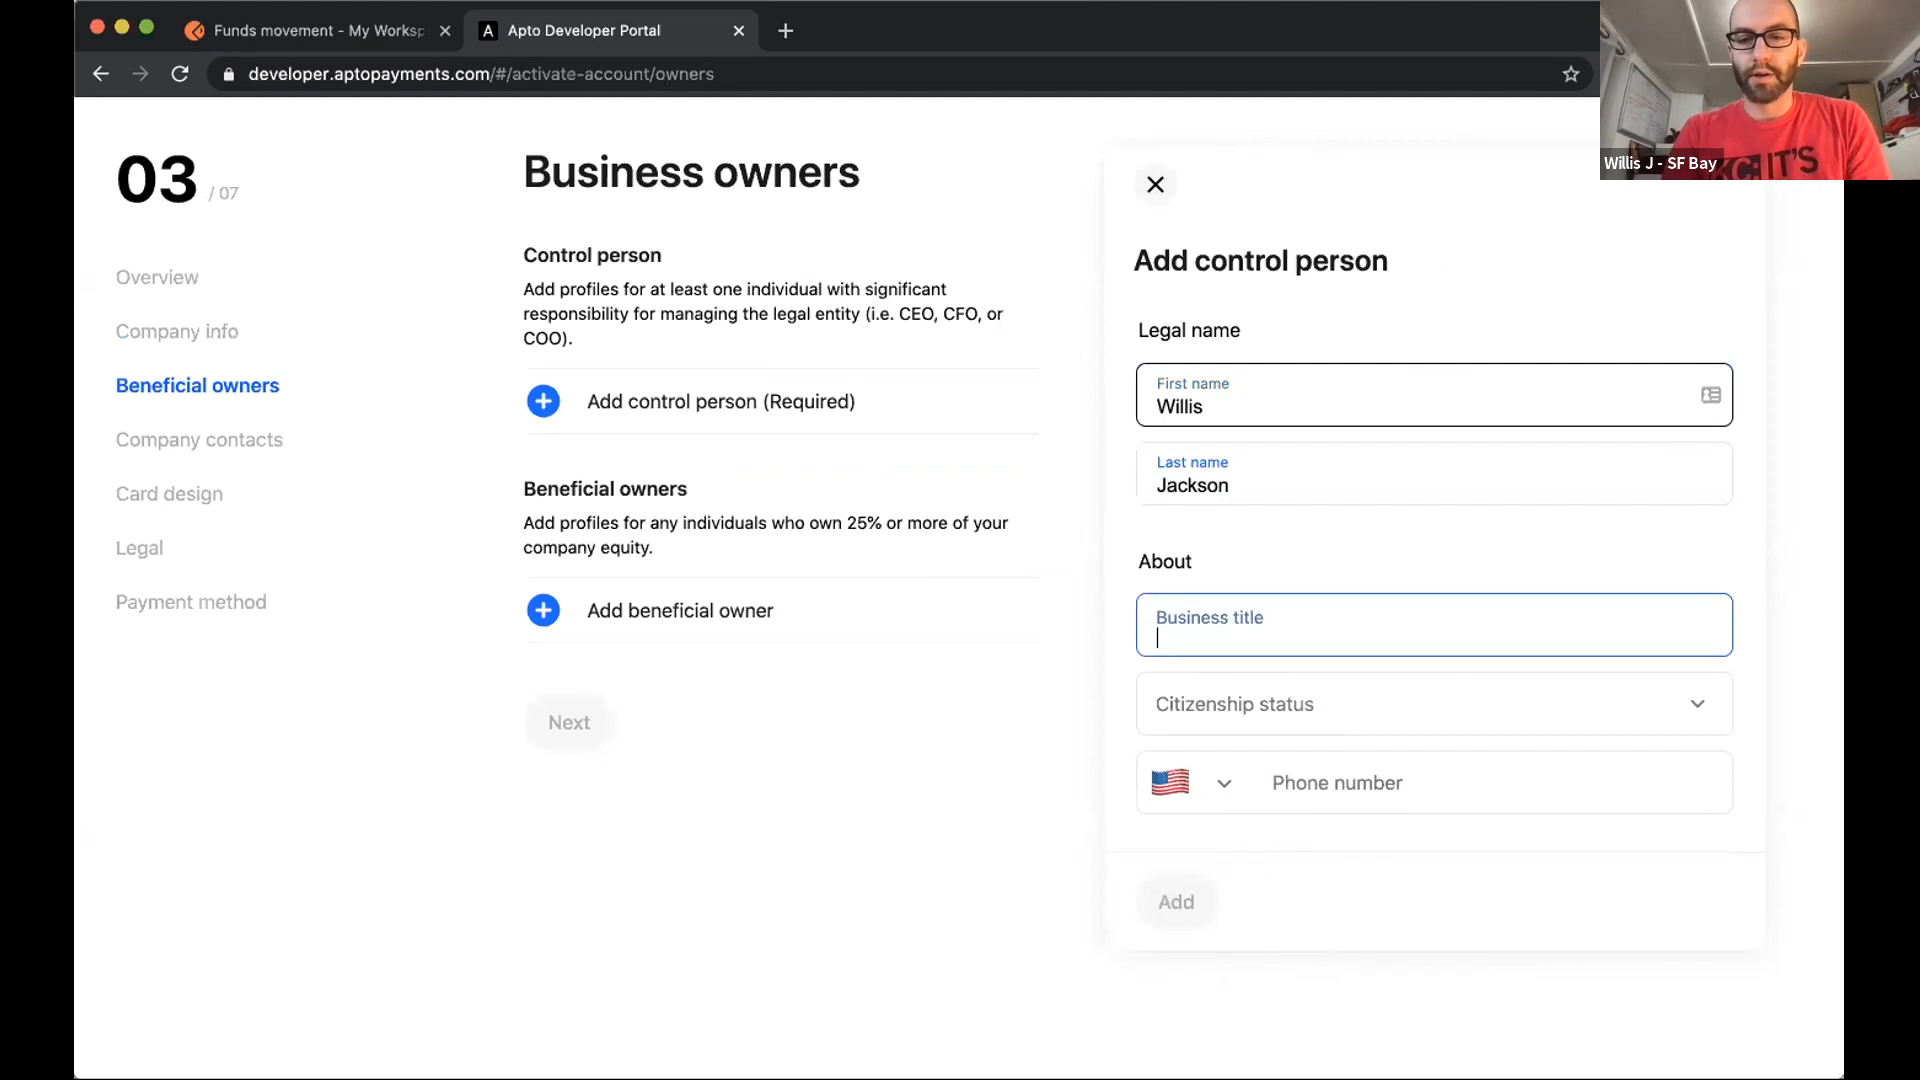 Funds movement - My Worksp
A
Apto Developer Portal
developer.aptopayments.com/#/activate-account/owners
Willis J - SF Bay
03 / 07
Overview
Company info
Beneficial owners
Company contacts
Card design
Legal
Payment method
Business owners
Control person
Add profiles for at least one individual with significant
responsibility for managing the legal entity (i.e. CEO, CFO, or
COO).
Add control person (Required)
Beneficial owners
Add profiles for any individuals who own 25% or more of your
company equity.
Add beneficial owner
Next
Add control person
Legal name
First name
Willis
Last name
Jackson
About
Business title
Citizenship status
Phone number
Add